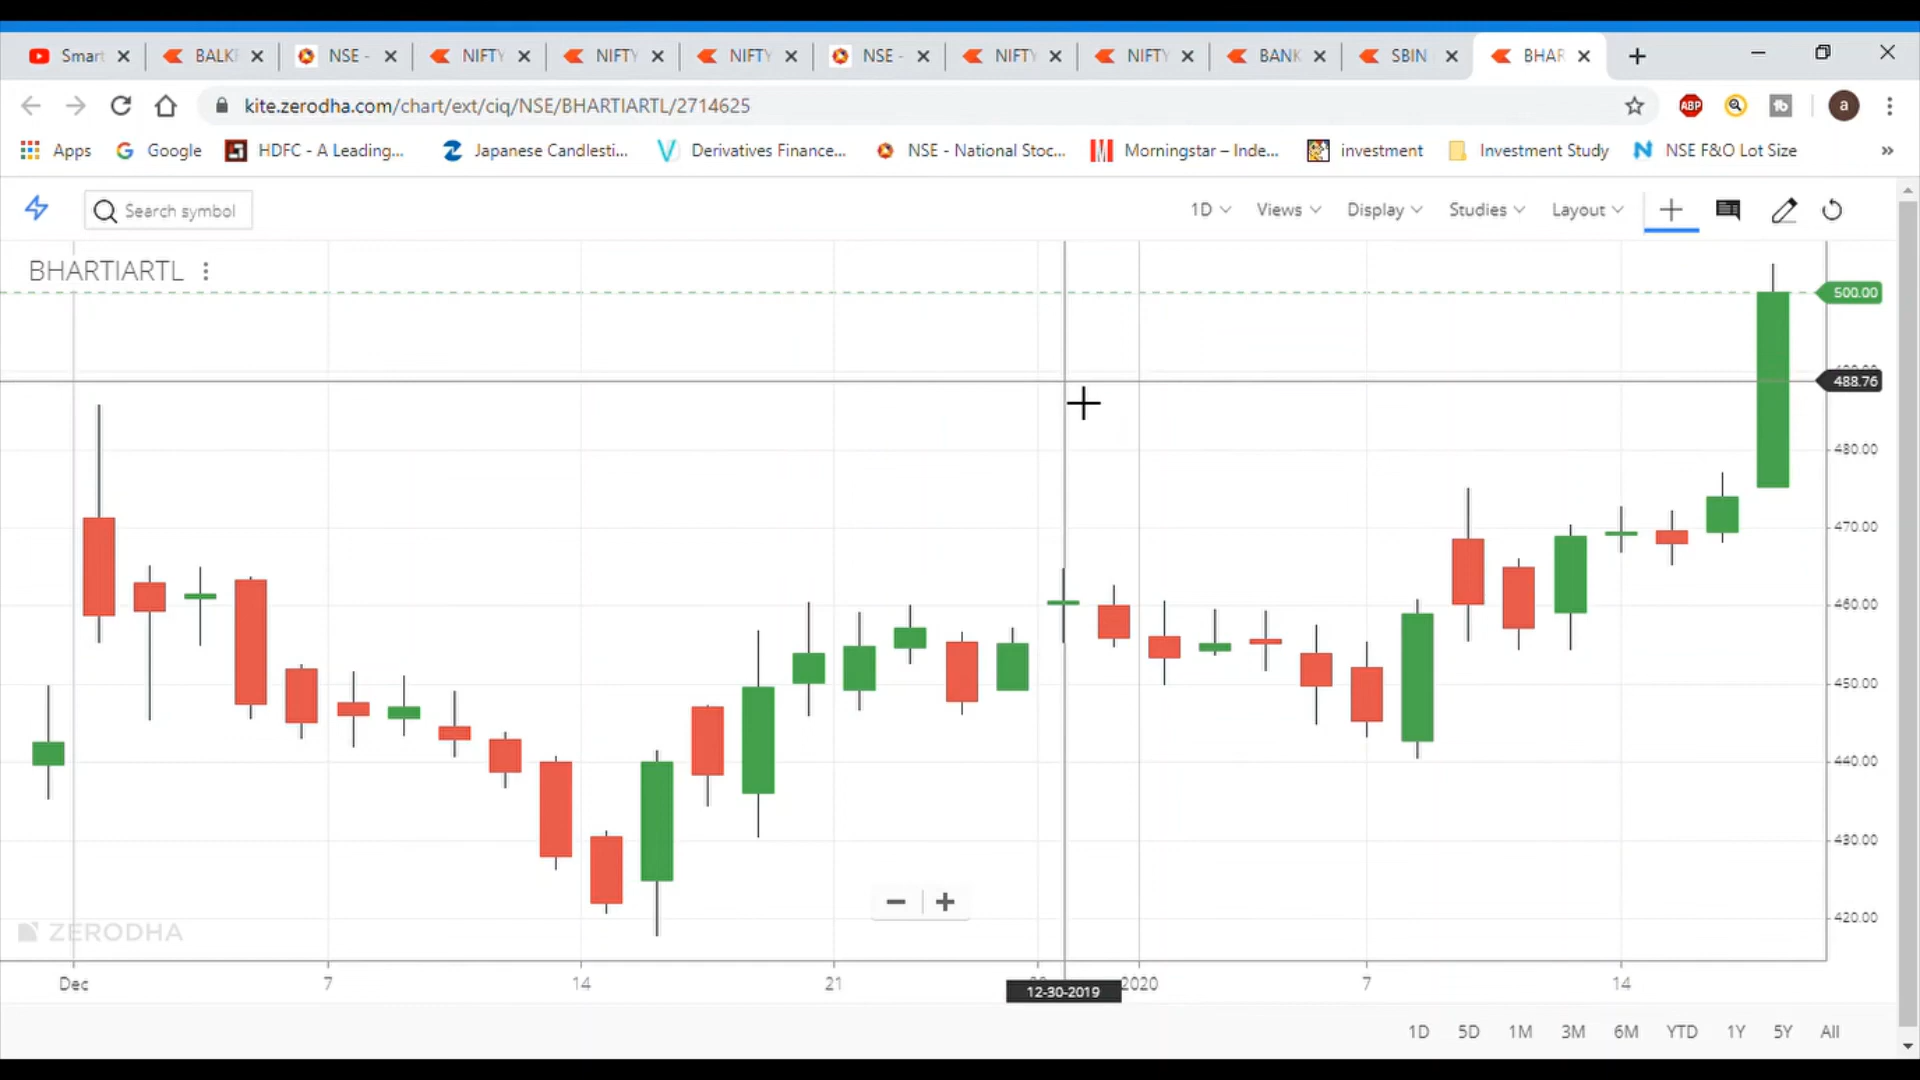 Smart BALK NSE - NIFTY NIFTY NIFTY NSE - NIFTY NIFTY BANK SBIN BHAR
kite.zerodha.com/chart/ext/ciq/NSE/BHARTIARTL/2714625 ABP a
Apps Google HDFC - A Leading... Japanese Candlesti... Derivatives Finance... NSE - National Stoc... Morningstar – Inde... investment Investment Study NSE F&O Lot Size »
Search symbol 1D Views Display Studies Layout
BHARTIARTL
500.00
488.76
480.00
470.00
460.00
450.00
440.00
430.00
420.00
ZERODHA
Dec 7 14 21 12-30-2019 2020 7 14
1D 5D 1M 3M 6M YTD 1Y 5Y All